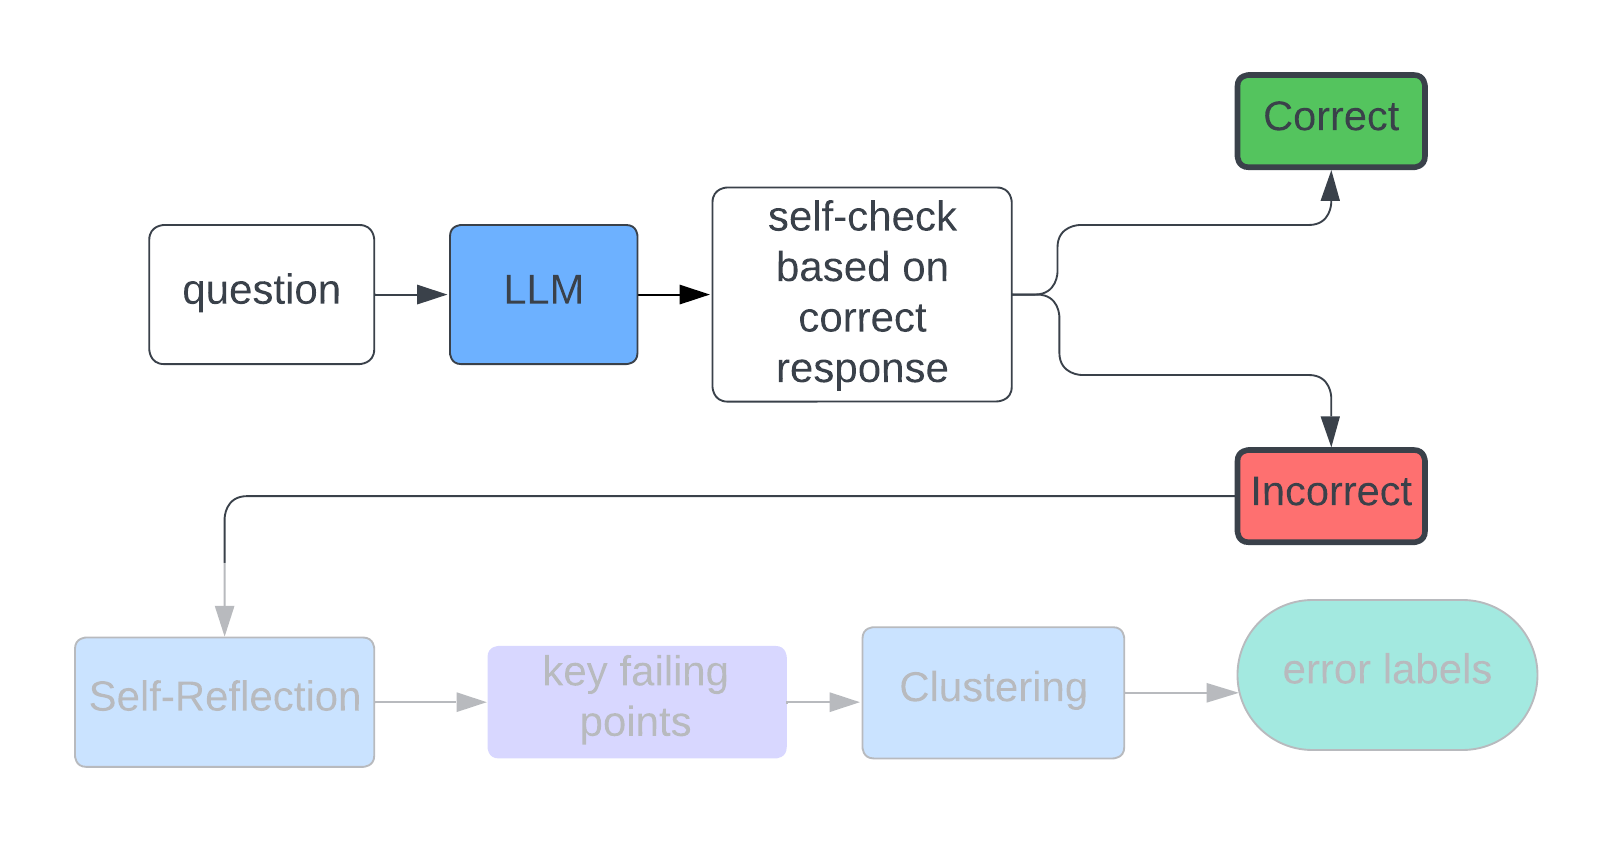 Correct
question
LLM
self-check
based on
correct
response
Incorrect
Self-Reflection
key failing
points
Clustering
error labels